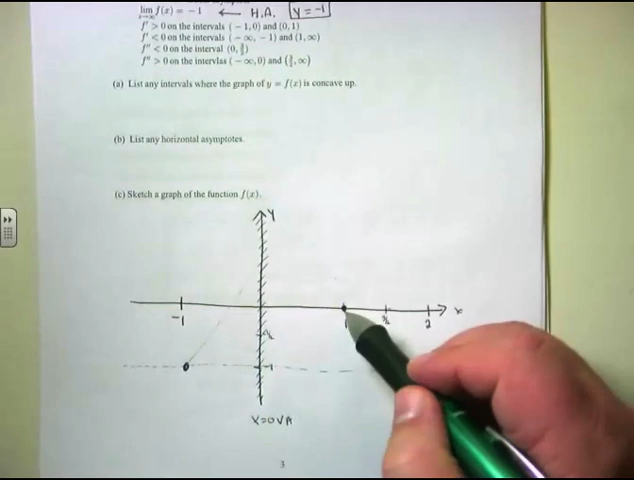 lim f(x) = −1 ← H.A. y = −1
x→∞
f′ > 0 on the intervals (−1, 0) and (0, 1)
f′ < 0 on the intervals (−∞, −1) and (1, ∞)
f″ < 0 on the interval (0, 3/2)
f″ > 0 on the intervlas (−∞, 0) and (3/2, ∞)
(a) List any intervals where the graph of y = f(x) is concave up.
(b) List any horizontal asymptotes.
(c) Sketch a graph of the function f(x).
Y
-1 1 3/2 2 x
-1
x=0 VA
3